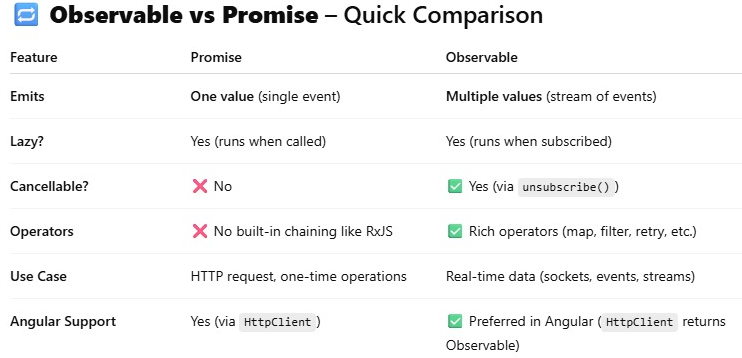 🔁 Observable vs Promise – Quick Comparison
Feature Promise Observable
Emits One value (single event) Multiple values (stream of events)
Lazy? Yes (runs when called) Yes (runs when subscribed)
Cancellable? ❌ No ✅ Yes (via unsubscribe())
Operators ❌ No built-in chaining like RxJS ✅ Rich operators (map, filter, retry, etc.)
Use Case HTTP request, one-time operations Real-time data (sockets, events, streams)
Angular Support Yes (via HttpClient) ✅ Preferred in Angular (HttpClient returns
Observable)